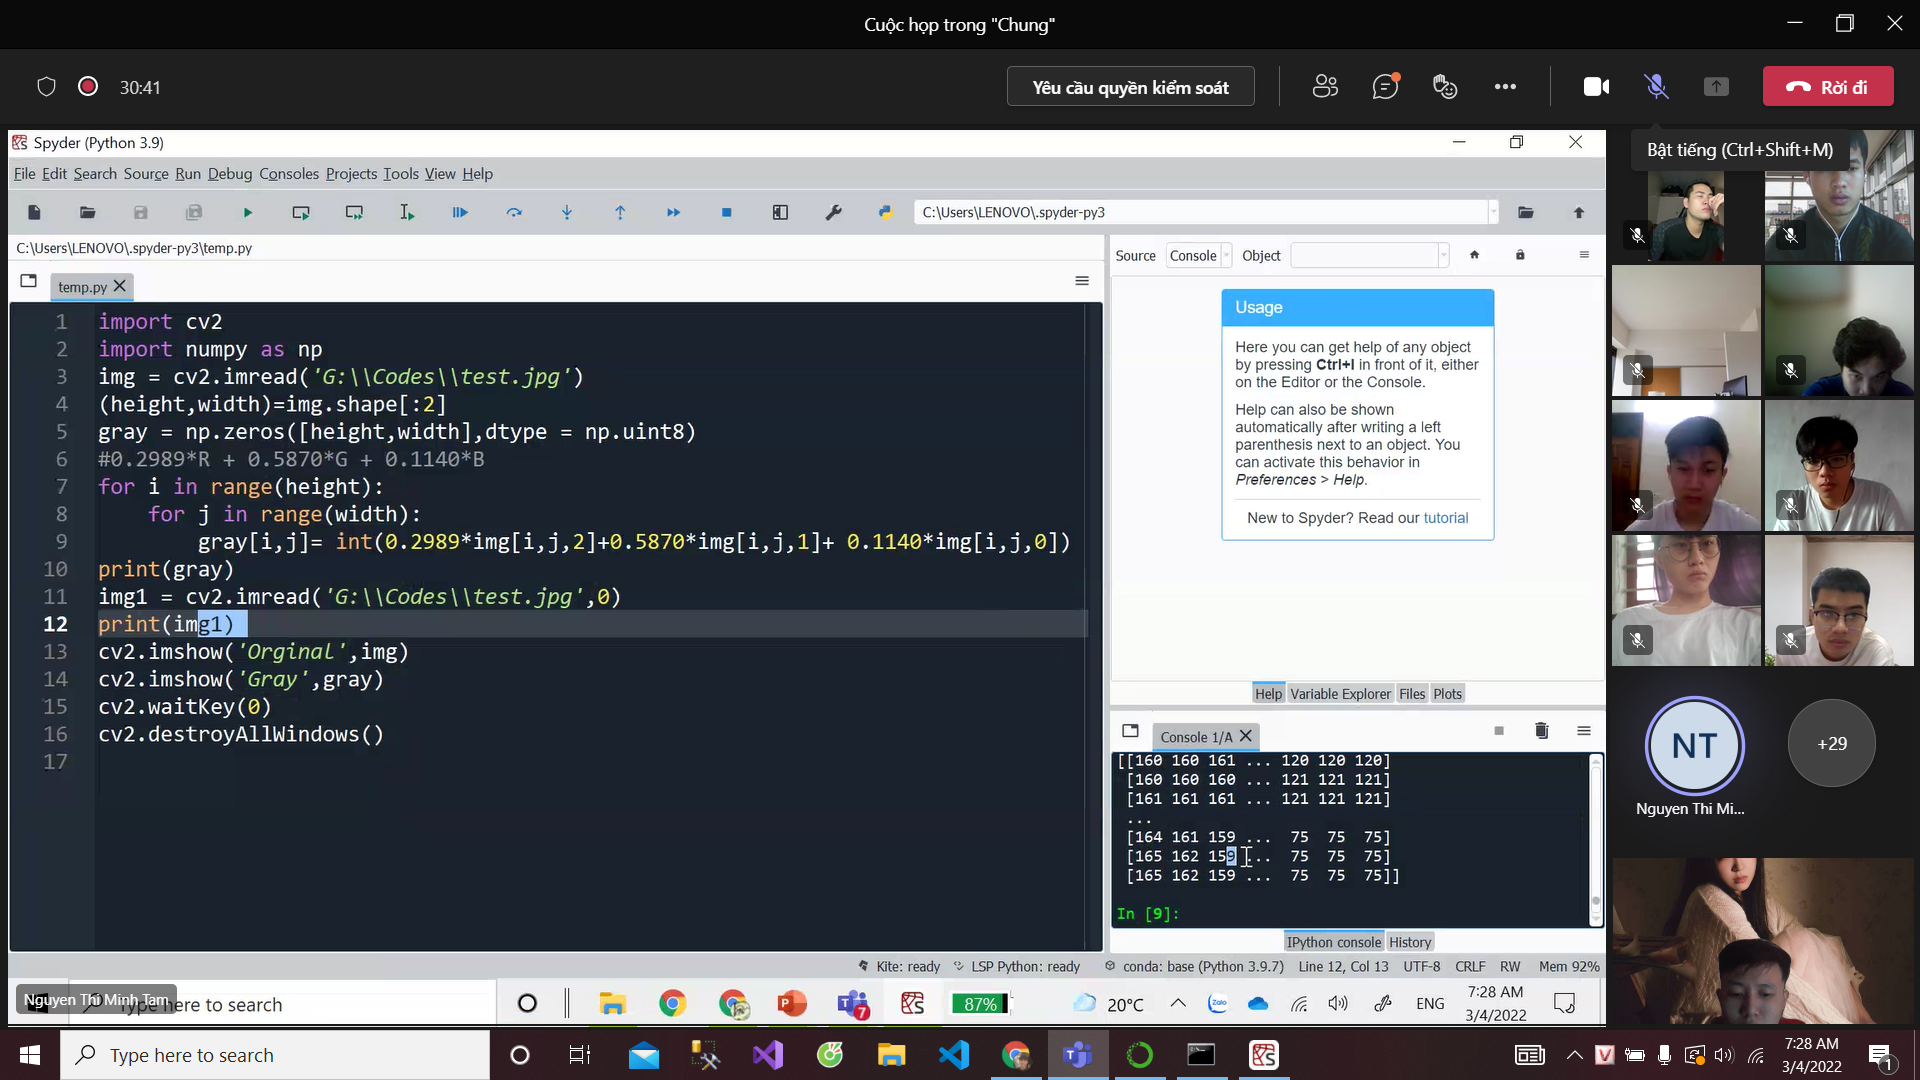 Cuộc họp trong "Chung"
30:41
Yêu cầu quyền kiểm soát
Rời đi
Bật tiếng (Ctrl+Shift+M)
Spyder (Python 3.9)
File Edit Search Source Run Debug Consoles Projects Tools View Help
C:\Users\LENOVO\.spyder-py3
C:\Users\LENOVO\.spyder-py3\temp.py
temp.py
1 import cv2
2 import numpy as np
3 img = cv2.imread('G:\\Codes\\test.jpg')
4 (height,width)=img.shape[:2]
5 gray = np.zeros([height,width],dtype = np.uint8)
6 #0.2989*R + 0.5870*G + 0.1140*B
7 for i in range(height):
8     for j in range(width):
9         gray[i,j]= int(0.2989*img[i,j,2]+0.5870*img[i,j,1]+ 0.1140*img[i,j,0])
10 print(gray)
11 img1 = cv2.imread('G:\\Codes\\test.jpg',0)
12 print(img1)
13 cv2.imshow('Orginal',img)
14 cv2.imshow('Gray',gray)
15 cv2.waitKey(0)
16 cv2.destroyAllWindows()
17
Source Console Object
Usage
Here you can get help of any object
by pressing Ctrl+I in front of it, either
on the Editor or the Console.
Help can also be shown
automatically after writing a left
parenthesis next to an object. You
can activate this behavior in
Preferences > Help.
New to Spyder? Read our tutorial
Help Variable Explorer Files Plots
Console 1/A
[[160 160 161 ... 120 120 120]
[160 160 160 ... 121 121 121]
[161 161 161 ... 121 121 121]
...
[164 161 159 ... 75 75 75]
[165 162 159 ... 75 75 75]
[165 162 159 ... 75 75 75]]
In [9]:
IPython console History
Kite: ready LSP Python: ready conda: base (Python 3.9.7) Line 12, Col 13 UTF-8 CRLF RW Mem 92%
NT
Nguyen Thi Mi...
+29
Nguyen Thi Minh Tam
Type here to search
7
87%
20°C
Zalo
ENG
7:28 AM
3/4/2022
Type here to search
V
7:28 AM
3/4/2022
1